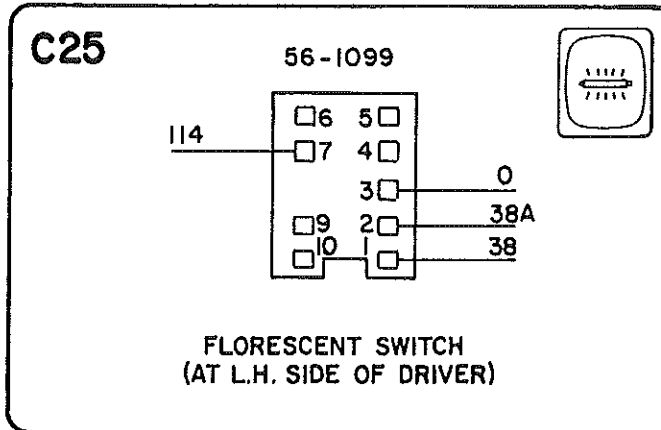 C25
56-1099
6 5
114
7 4
3 0
9 2 38A
10 1 38
FLORESCENT SWITCH
(AT L.H. SIDE OF DRIVER)